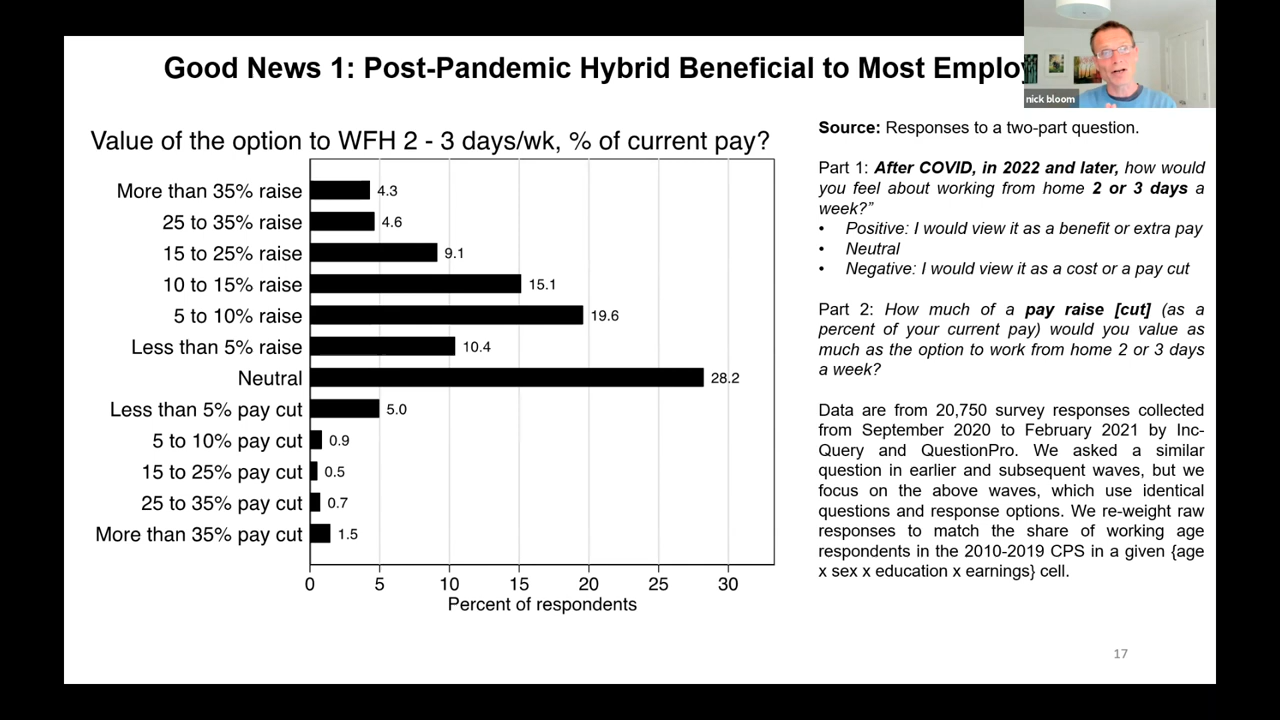 Good News 1: Post-Pandemic Hybrid Beneficial to Most
nick bloom
Value of the option to WFH 2 - 3 days/wk, % of current pay?
More than 35% raise 4.3
25 to 35% raise 4.6
15 to 25% raise 9.1
10 to 15% raise 15.1
5 to 10% raise 19.6
Less than 5% raise 10.4
Neutral 28.2
Less than 5% pay cut 5.0
5 to 10% pay cut 0.9
15 to 25% pay cut 0.5
25 to 35% pay cut 0.7
More than 35% pay cut 1.5
0 5 10 15 20 25 30
Percent of respondents
Source: Responses to a two-part question.
Part 1: After COVID, in 2022 and later, how would
you feel about working from home 2 or 3 days a
week?”
• Positive: I would view it as a benefit or extra pay
• Neutral
• Negative: I would view it as a cost or a pay cut
Part 2: How much of a pay raise [cut] (as a
percent of your current pay) would you value as
much as the option to work from home 2 or 3 days
a week?
Data are from 20,750 survey responses collected
from September 2020 to February 2021 by Inc-
Query and QuestionPro. We asked a similar
question in earlier and subsequent waves, but we
focus on the above waves, which use identical
questions and response options. We re-weight raw
responses to match the share of working age
respondents in the 2010-2019 CPS in a given {age
x sex x education x earnings} cell.
17